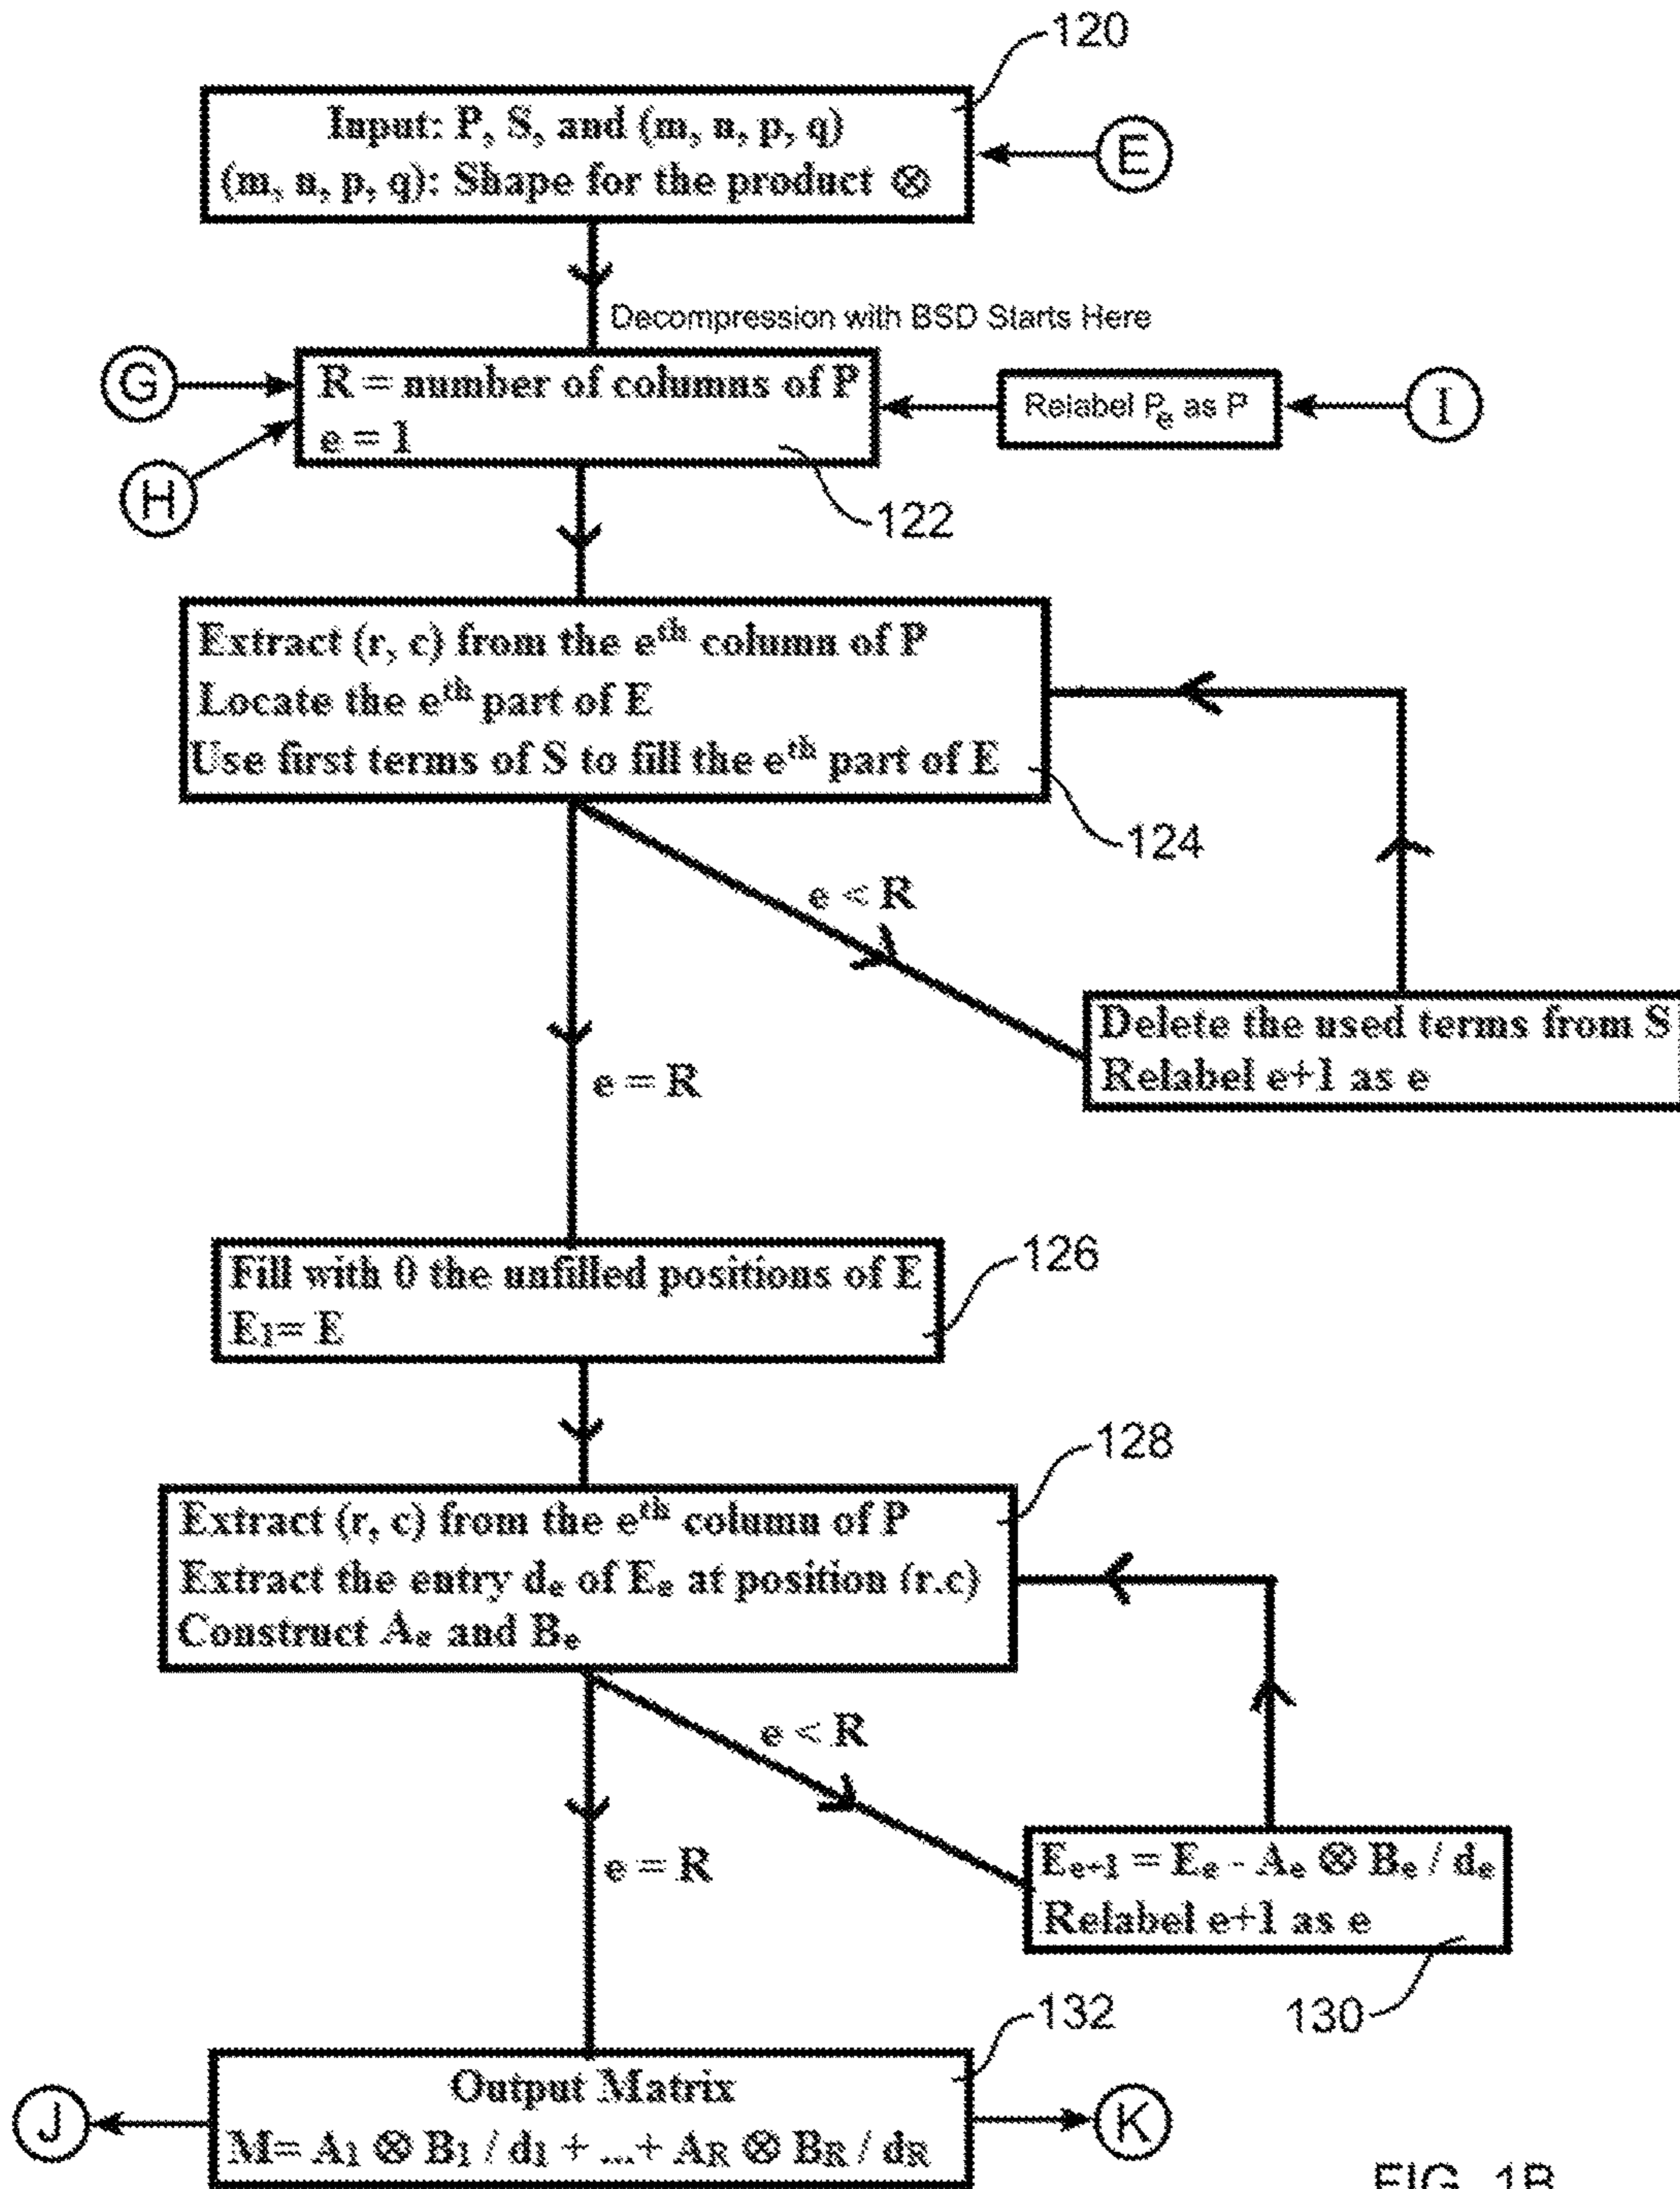 120
Input: P, S, and (m, n, p, q)
(m, n, p, q): Shape for the product ⊗
E
Decompression with BSD Starts Here
G
R = number of columns of P
e = 1
Relabel Pₑ as P
I
H
122
Extract (r, c) from the eᵗʰ column of P
Locate the eᵗʰ part of E
Use first terms of S to fill the eᵗʰ part of E
124
e < R
Delete the used terms from S
Relabel e+1 as e
e = R
126
Fill with 0 the unfilled positions of E
E₁= E
128
Extract (r, c) from the eᵗʰ column of P
Extract the entry dₑ of Eₑ at position (r.c)
Construct Aₑ and Bₑ
e < R
e = R
Eₑ₊₁ = Eₑ - Aₑ ⊗ Bₑ / dₑ
Relabel e+1 as e
130
132
Output Matrix
M= A₁ ⊗ B₁ / d₁ + ...+ A_R ⊗ B_R / d_R
J
K
FIG. 1B